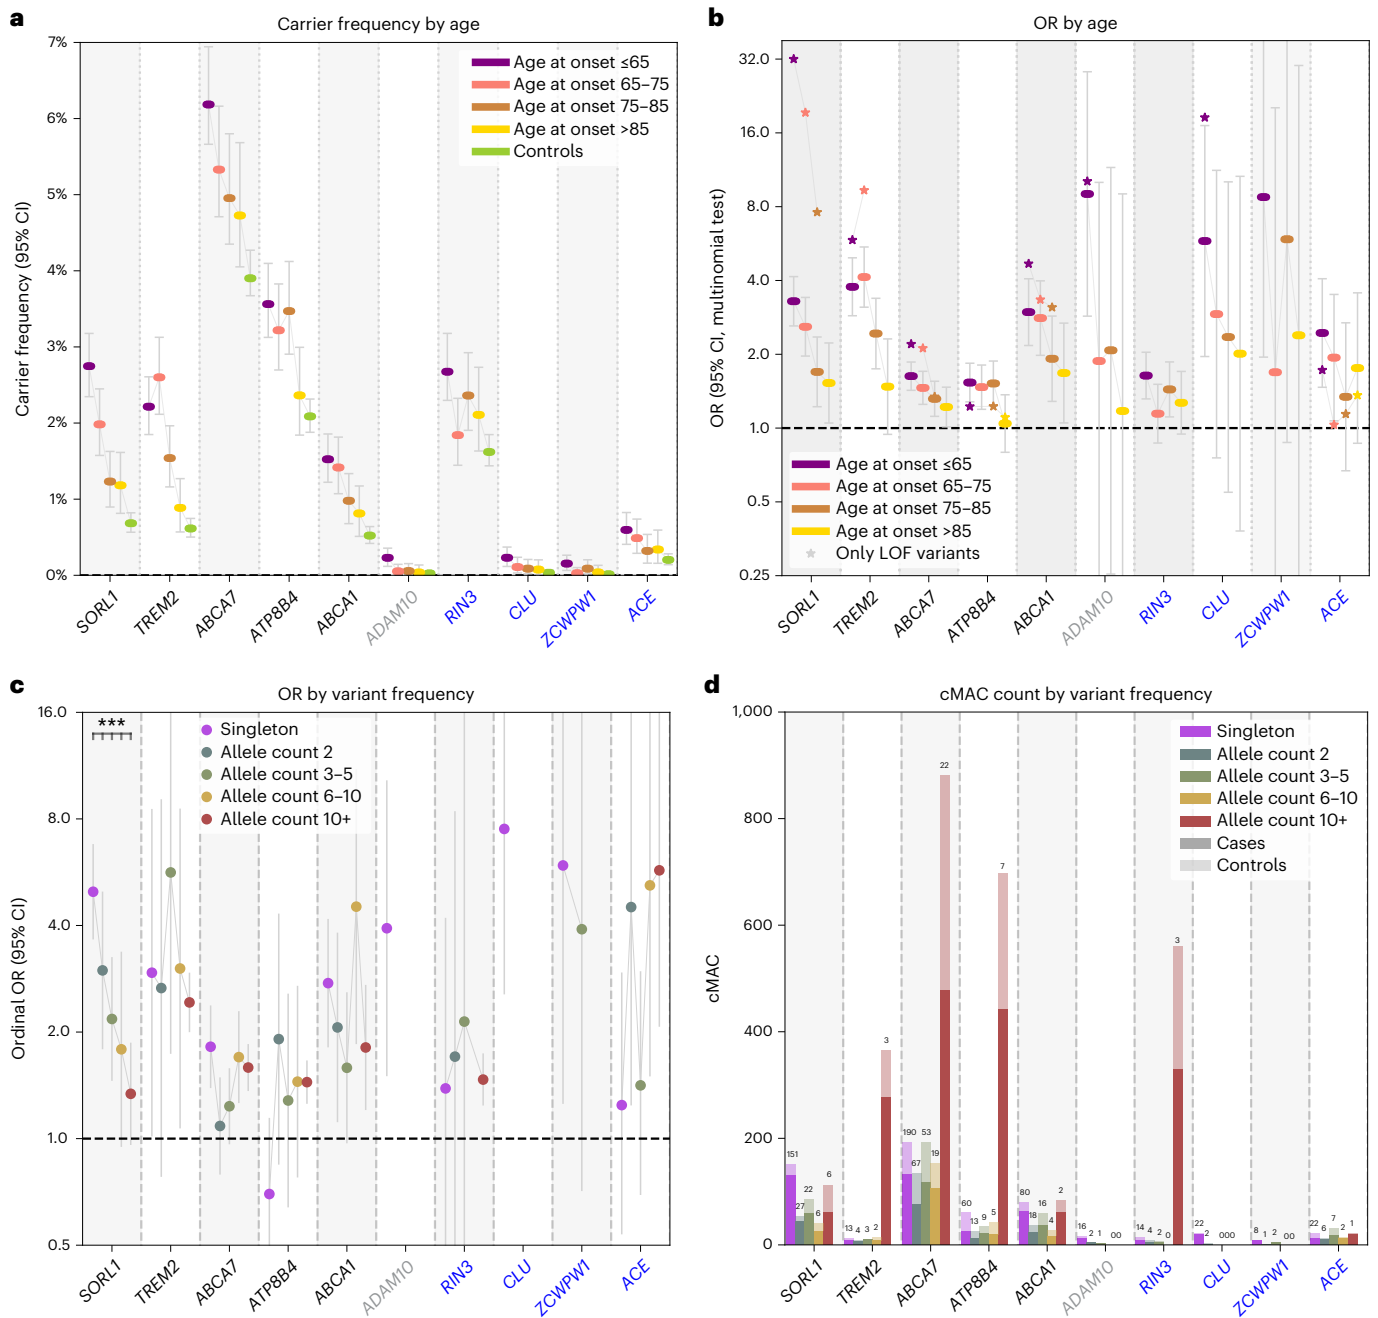 a
Carrier frequency by age
7%
6%
5%
4%
3%
2%
1%
0%
Carrier frequency (95% CI)
Age at onset ≤65
Age at onset 65–75
Age at onset 75–85
Age at onset >85
Controls
SORL1
TREM2
ABCA7
ATP8B4
ABCA1
ADAM10
RIN3
CLU
ZCWPW1
ACE
b
OR by age
32.0
16.0
8.0
4.0
2.0
1.0
0.5
0.25
OR (95% CI, multinomial test)
Age at onset ≤65
Age at onset 65–75
Age at onset 75–85
Age at onset >85
Only LOF variants
SORL1
TREM2
ABCA7
ATP8B4
ABCA1
ADAM10
RIN3
CLU
ZCWPW1
ACE
c
OR by variant frequency
16.0
8.0
4.0
2.0
1.0
0.5
Ordinal OR (95% CI)
***
Singleton
Allele count 2
Allele count 3–5
Allele count 6–10
Allele count 10+
SORL1
TREM2
ABCA7
ATP8B4
ABCA1
ADAM10
RIN3
CLU
ZCWPW1
ACE
d
cMAC count by variant frequency
1,000
800
600
400
200
0
cMAC
Singleton
Allele count 2
Allele count 3–5
Allele count 6–10
Allele count 10+
Cases
Controls
151 27 22 6 6
13 4 3 2 3
190 67 53 19 22
60 13 9 5 7
80 18 16 4 2
16 2 1 0 0
14 4 2 0 3
22 2 0 0 0
8 1 2 0 0
22 6 7 2 1
SORL1
TREM2
ABCA7
ATP8B4
ABCA1
ADAM10
RIN3
CLU
ZCWPW1
ACE